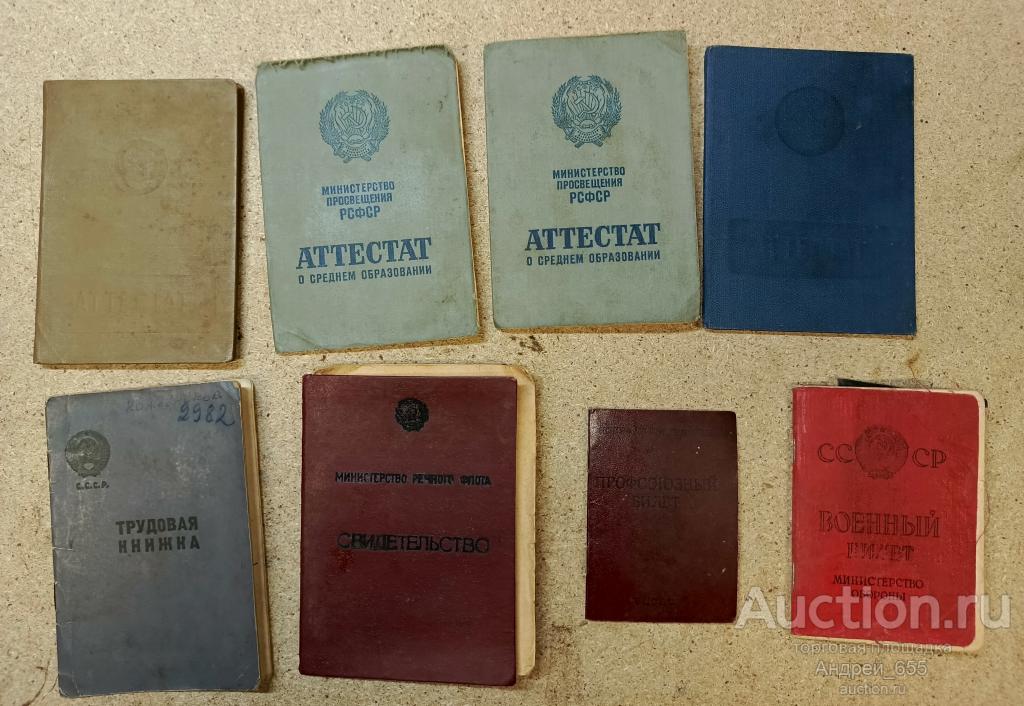 МИНИСТЕРСТВО
ПРОСВЕЩЕНИЯ
РСФСР
АТТЕСТАТ
О СРЕДНЕМ ОБРАЗОВАНИИ
МИНИСТЕРСТВО
ПРОСВЕЩЕНИЯ
РСФСР
АТТЕСТАТ
О СРЕДНЕМ ОБРАЗОВАНИИ
2982
С.С.С.Р.
ТРУДОВАЯ
КНИЖКА
МИНИСТЕРСТВО РЕЧНОГО ФЛОТА
СВИДЕТЕЛЬСТВО
ПРОФСОЮЗНЫЙ
БИЛЕТ
СССР
ВОЕННЫЙ
БИЛЕТ
МИНИСТЕРСТВО
ОБОРОНЫ
Auction.ru
торговая площадка
Андрей_655
auction.ru